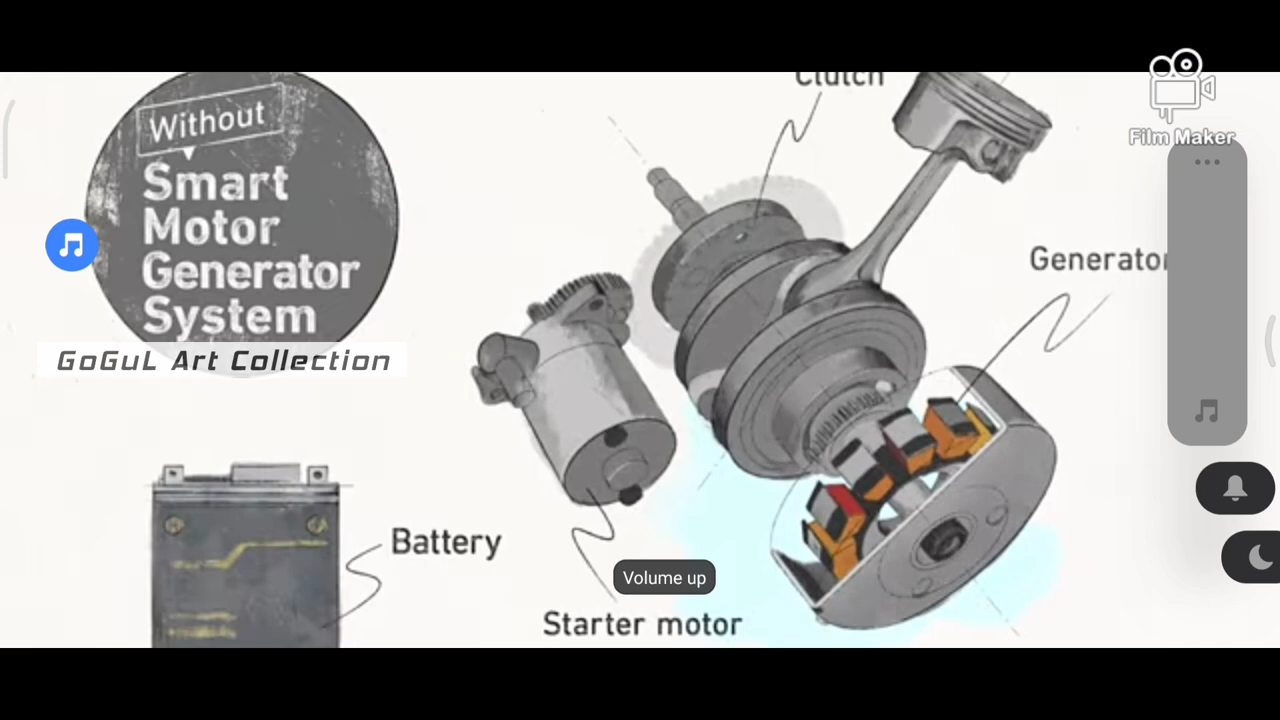 Clutch
Film Maker
Without
Smart
Motor
Generator
System
Generator
GoGuL Art Collection
Battery
Volume up
Starter motor